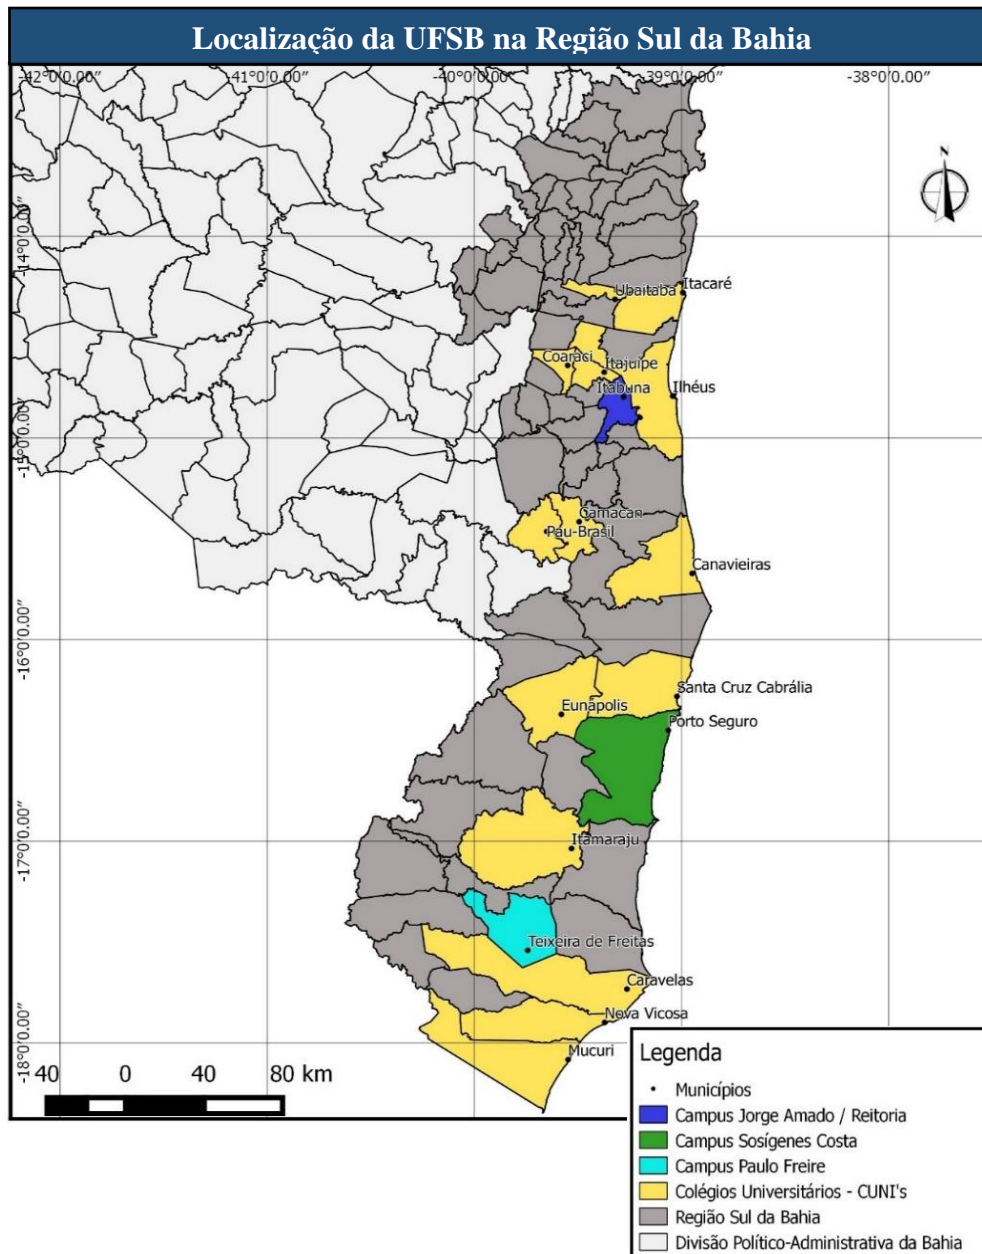 Localização da UFSB na Região Sul da Bahia
-42°0'0.00"
-41°0'0.00"
-40°0'0.00"
-39°0'0.00"
-38°0'0.00"
N
-14°0'0.00"
Ubaitaba
Itacaré
Coaraci
Itajuípe
Itabuna
Ilhéus
-15°0'0.00"
Camacan
Pau-Brasil
Canavieiras
-16°0'0.00"
Santa Cruz Cabrália
Eunápolis
Porto Seguro
-17°0'0.00"
Itamaraju
Teixeira de Freitas
Caravelas
Nova Vicosa
-18°0'0.00"
Mucuri
40 0 40 80 km
Legenda
Municípios
Campus Jorge Amado / Reitoria
Campus Sosígenes Costa
Campus Paulo Freire
Colégios Universitários - CUNI's
Região Sul da Bahia
Divisão Político-Administrativa da Bahia